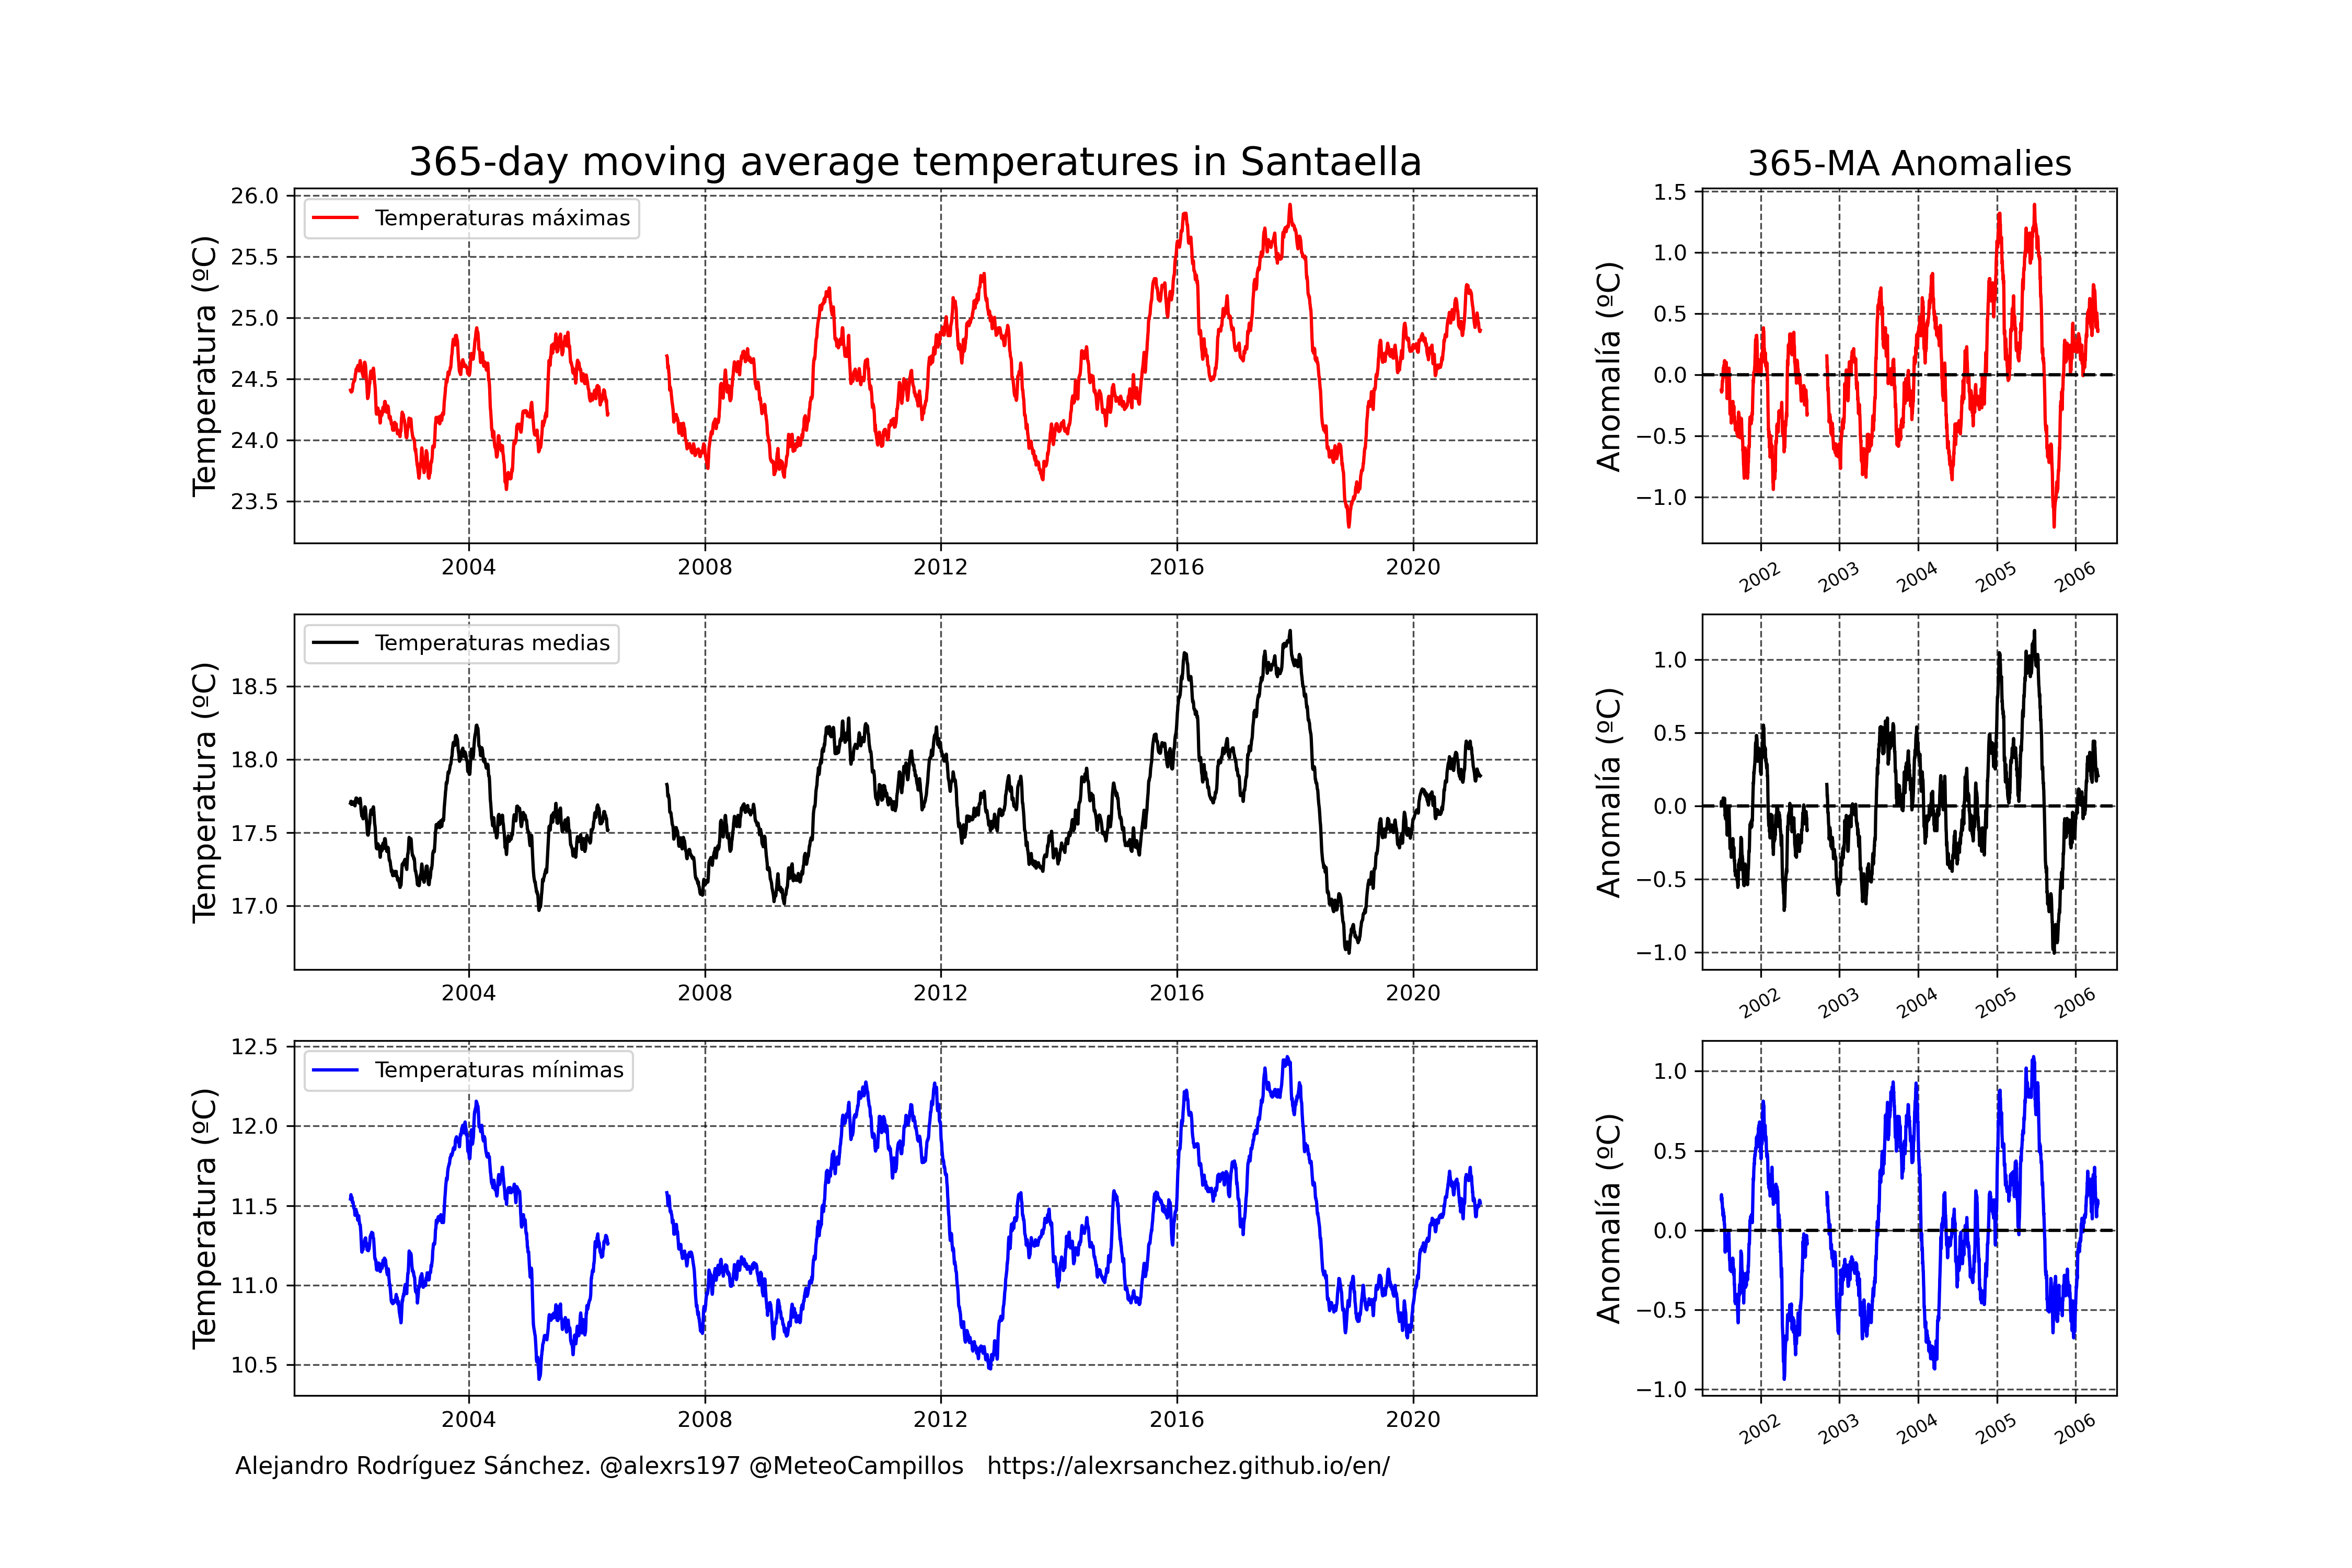 365-day moving average temperatures in Santaella
Temperatura (ºC)
26.0
25.5
25.0
24.5
24.0
23.5
Temperaturas máximas
2004 2008 2012 2016 2020
365-MA Anomalies
Anomalía (ºC)
1.5
1.0
0.5
0.0
−0.5
−1.0
2002 2003 2004 2005 2006
Temperatura (ºC)
18.5
18.0
17.5
17.0
Temperaturas medias
2004 2008 2012 2016 2020
Anomalía (ºC)
1.0
0.5
0.0
−0.5
−1.0
2002 2003 2004 2005 2006
Temperatura (ºC)
12.5
12.0
11.5
11.0
10.5
Temperaturas mínimas
2004 2008 2012 2016 2020
Anomalía (ºC)
1.0
0.5
0.0
−0.5
−1.0
2002 2003 2004 2005 2006
Alejandro Rodríguez Sánchez. @alexrs197 @MeteoCampillos https://alexrsanchez.github.io/en/